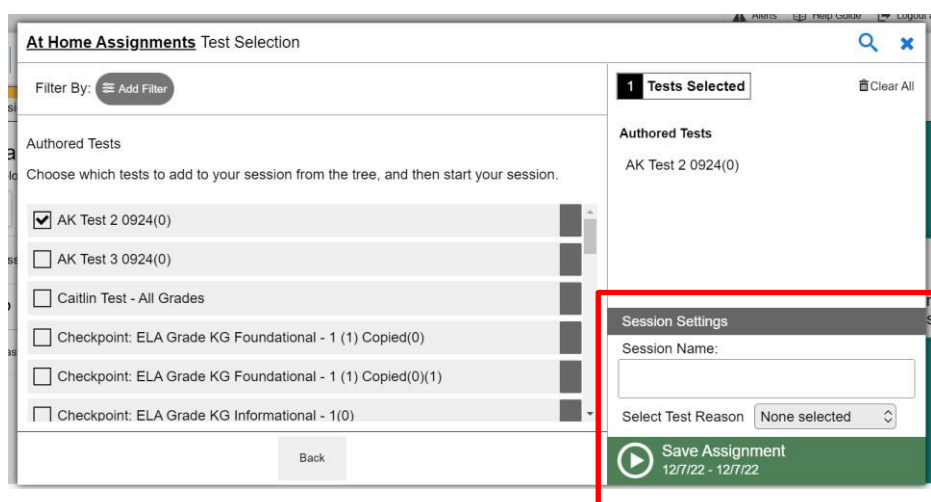 Alerts Help Guide Logout
At Home Assignments Test Selection
Filter By: Add Filter
1 Tests Selected
Clear All
Authored Tests
Choose which tests to add to your session from the tree, and then start your session.
AK Test 2 0924(0)
AK Test 3 0924(0)
Caitlin Test - All Grades
Checkpoint: ELA Grade KG Foundational - 1 (1) Copied(0)
Checkpoint: ELA Grade KG Foundational - 1 (1) Copied(0)(1)
Checkpoint: ELA Grade KG Informational - 1(0)
Back
Authored Tests
AK Test 2 0924(0)
Session Settings
Session Name:
Select Test Reason None selected
Save Assignment
12/7/22 - 12/7/22